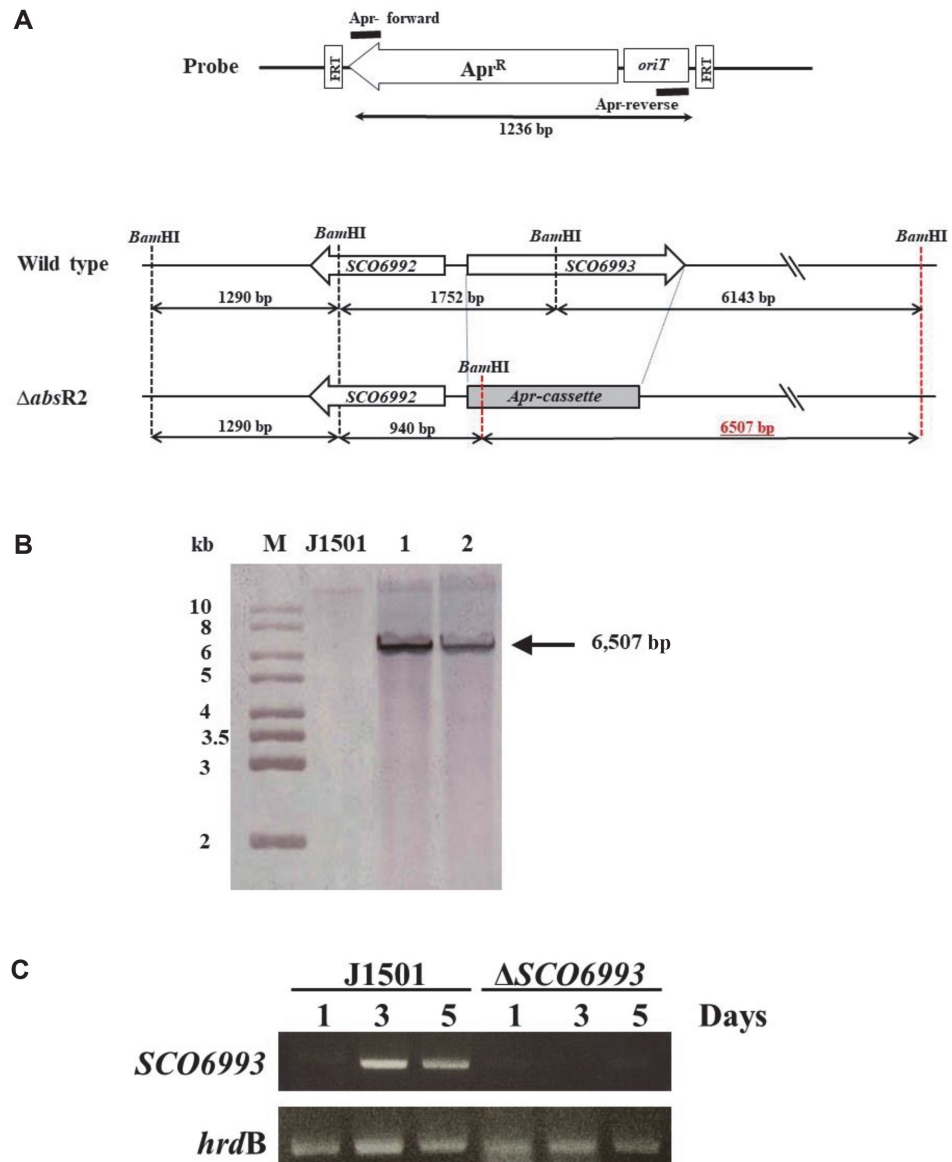 A
Apr- forward
Probe
FRT
Apr^R
oriT
FRT
Apr-reverse
1236 bp
BamHI BamHI BamHI BamHI
Wild type
SCO6992
SCO6993
1290 bp
1752 bp
6143 bp
BamHI
ΔabsR2
SCO6992
Apr-cassette
1290 bp
940 bp
6507 bp
B
kb M J1501 1 2
10
8
6
5
4
3.5
3
2
6,507 bp
C
J1501 ΔSCO6993
1 3 5 1 3 5 Days
SCO6993
hrdB